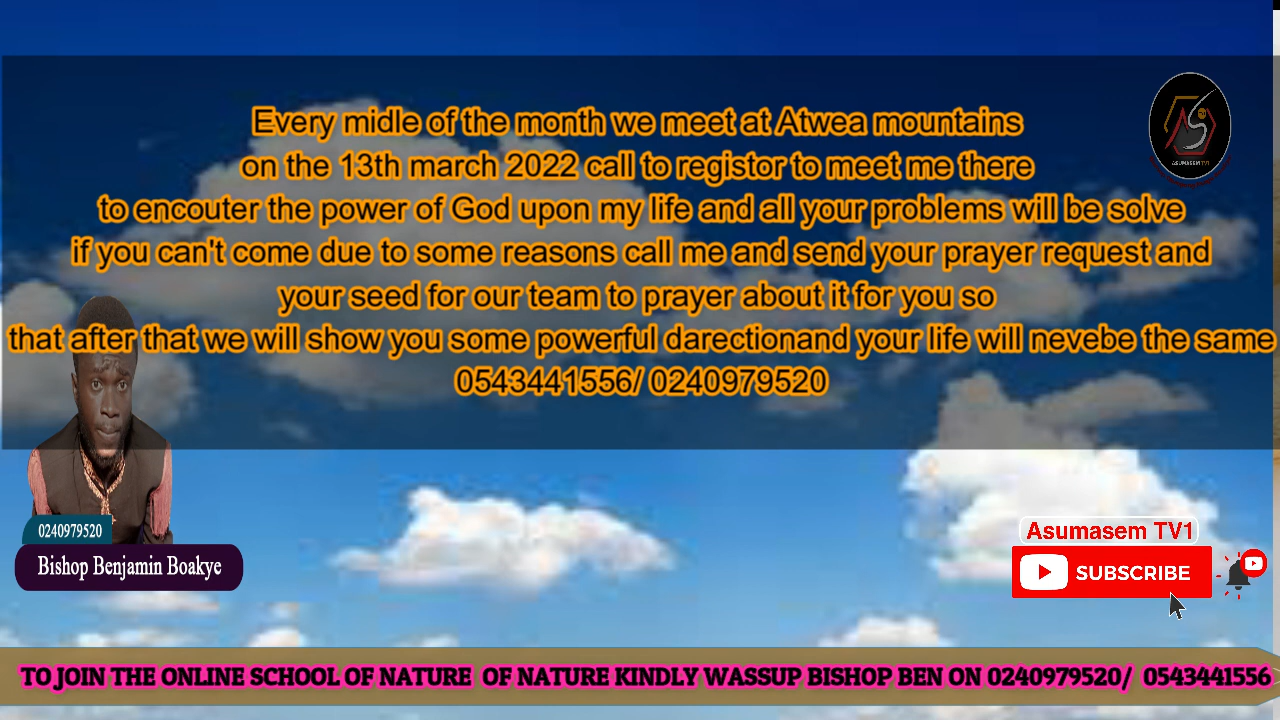 Every midle of the month we meet at Atwea mountains
on the 13th march 2022 call to registor to meet me there
to encouter the power of God upon my life and all your problems will be solve
if you can't come due to some reasons call me and send your prayer request and
your seed for our team to prayer about it for you so
that after that we will show you some powerful darectionand your life will nevebe the same
0543441556/ 0240979520
ASUMASEM TV1
0240979520
Bishop Benjamin Boakye
Asumasem TV1
SUBSCRIBE
TO JOIN THE ONLINE SCHOOL OF NATURE OF NATURE KINDLY WASSUP BISHOP BEN ON 0240979520/ 0543441556